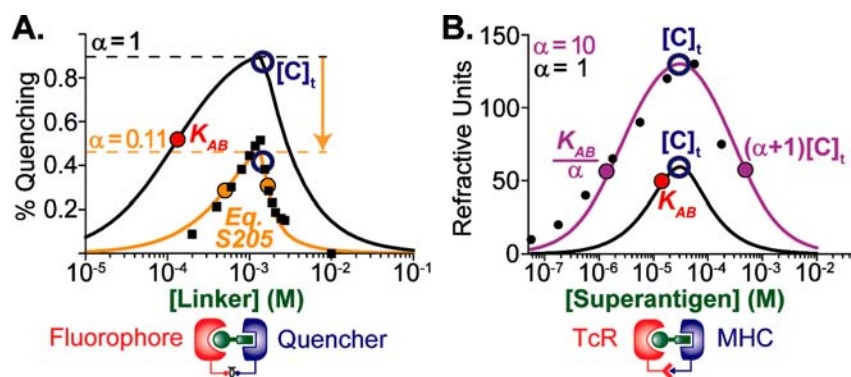 A.
α=1
[C]t
0.8
0.6
0.4
0.2
% Quenching
KAB
α=0.11
Eq.
S205
10-5 10-4 10-3 10-2 10-1
[Linker] (M)
Fluorophore Quencher
B.
α=10
α=1
150
100
50
0
Refractive Units
[C]t
KAB
α
(α+1)[C]t
[C]t
KAB
10-7 10-6 10-5 10-4 10-3 10-2
[Superantigen] (M)
TcR MHC